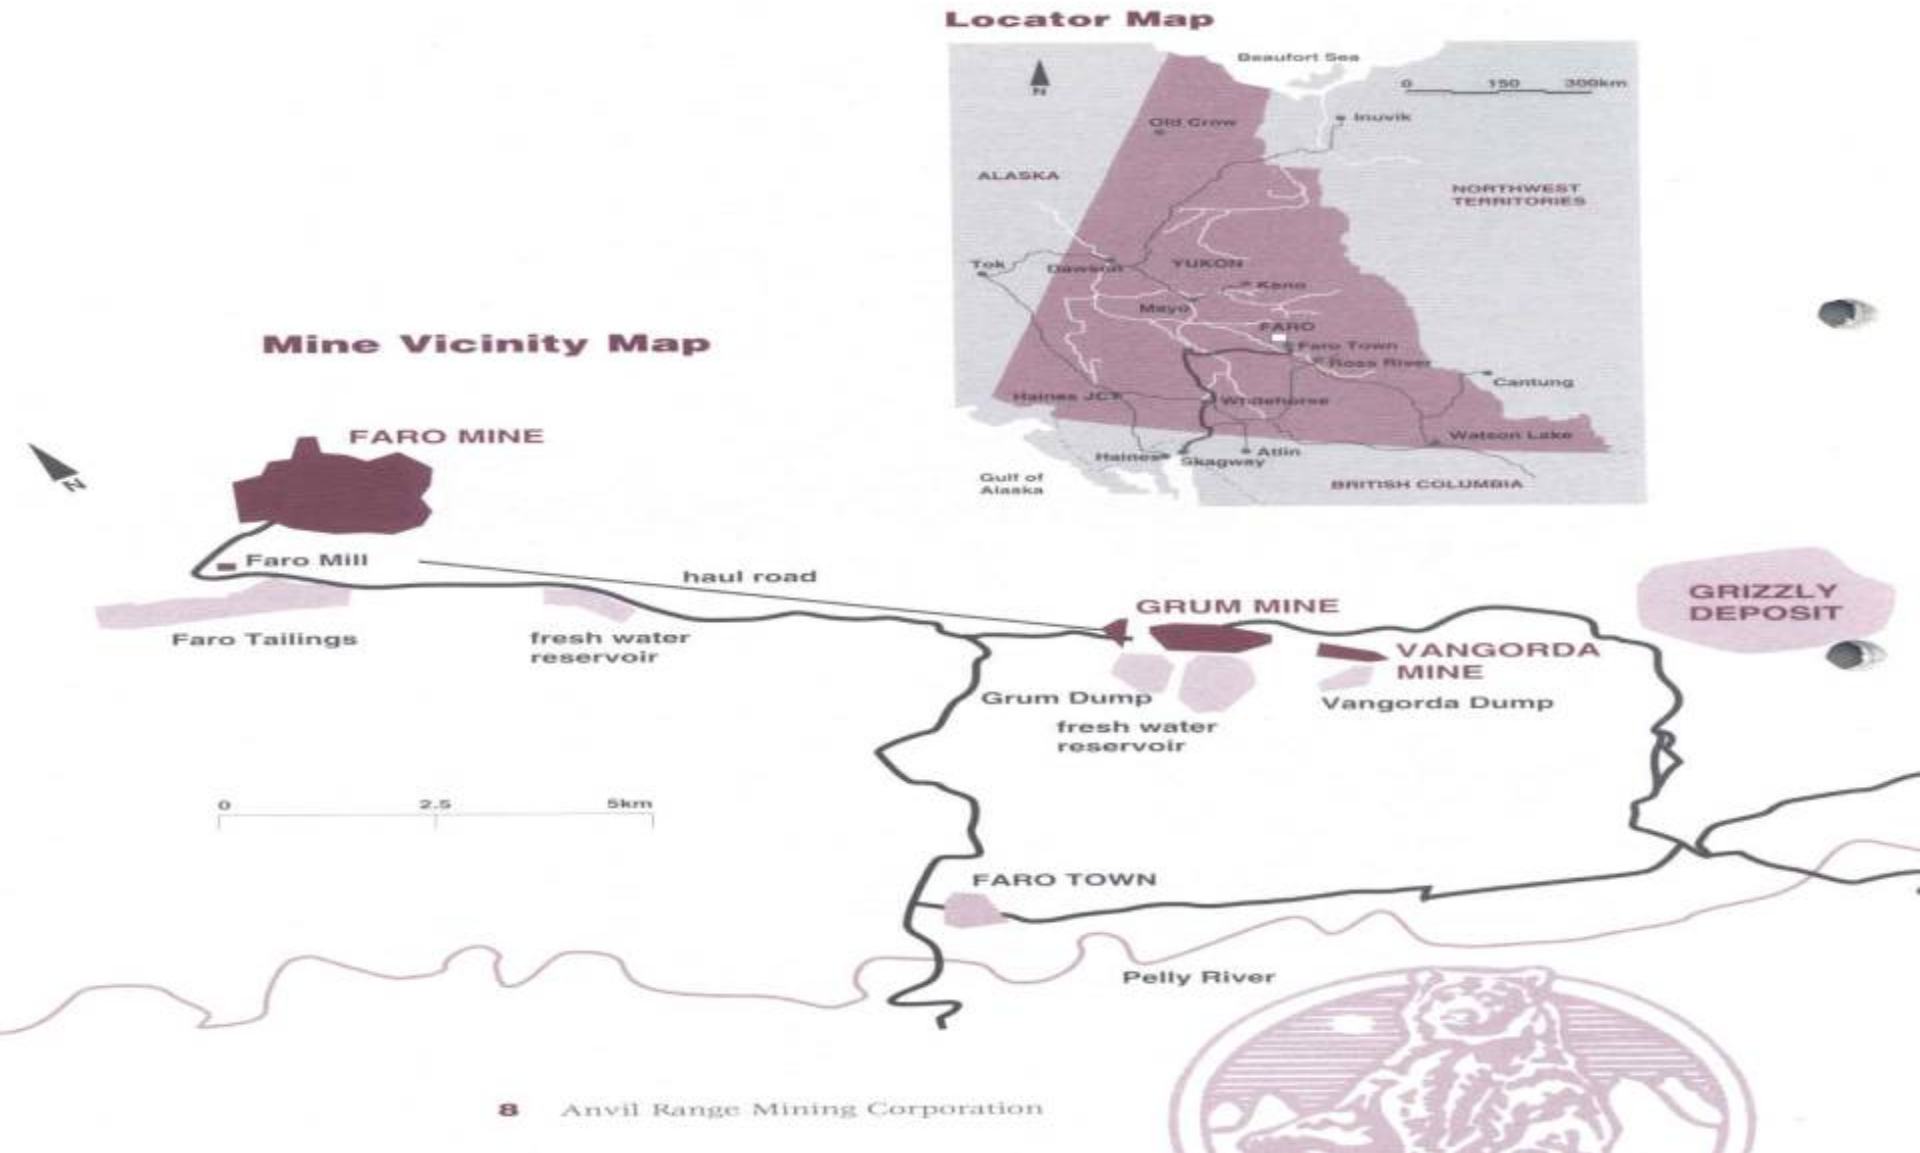 Locator Map
Beaufort Sea
N
0 150 300km
Old Crow
Inuvik
ALASKA
NORTHWEST
TERRITORIES
Tok
Dawson
YUKON
Keno
Mayo
FARO
Faro Town
Ross River
Cantung
Haines JCT
Whitehorse
Watson Lake
Haines
Skagway
Atlin
Gulf of
Alaska
BRITISH COLUMBIA
Mine Vicinity Map
FARO MINE
N
Faro Mill
haul road
GRIZZLY
DEPOSIT
GRUM MINE
Faro Tailings
fresh water
reservoir
VANGORDA
MINE
Grum Dump
Vangorda Dump
fresh water
reservoir
0 2.5 5km
FARO TOWN
Pelly River
8 Anvil Range Mining Corporation